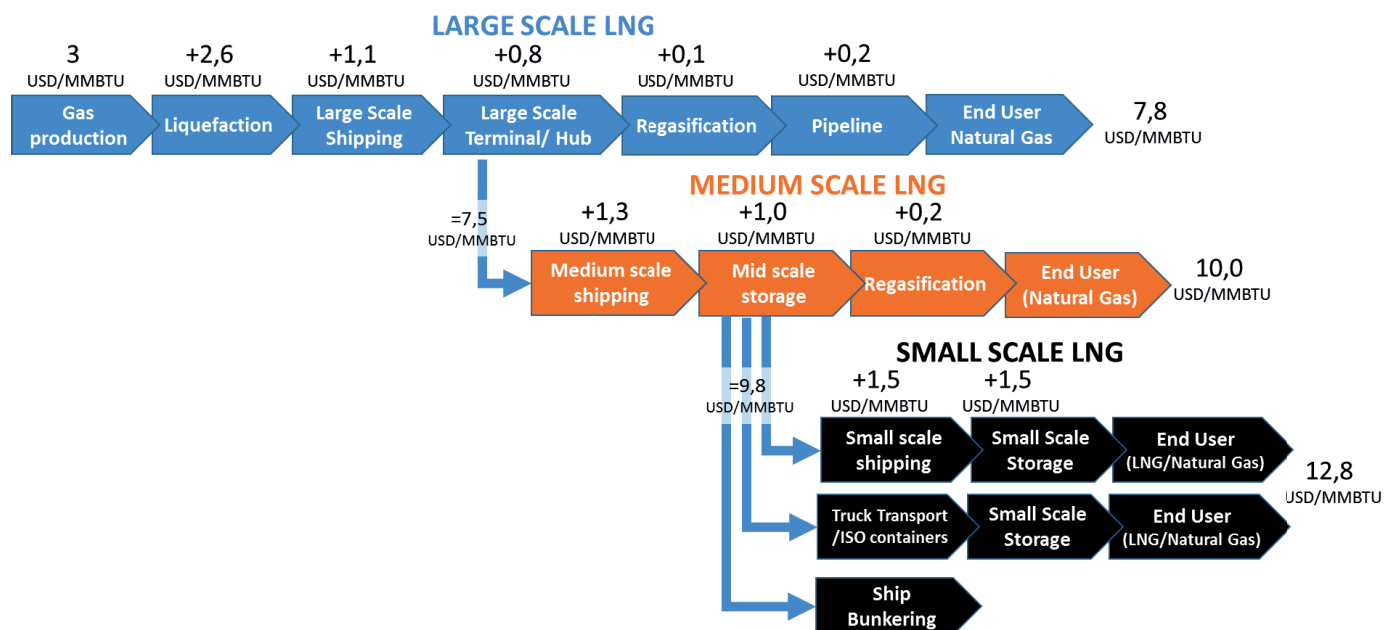 LARGE SCALE LNG
3
USD/MMBTU
+2,6
USD/MMBTU
+1,1
USD/MMBTU
+0,8
USD/MMBTU
+0,1
USD/MMBTU
+0,2
USD/MMBTU
Gas
production
Liquefaction
Large Scale
Shipping
Large Scale
Terminal/ Hub
Regasification
Pipeline
End User
Natural Gas
7,8
USD/MMBTU
MEDIUM SCALE LNG
=7,5
USD/MMBTU
+1,3
USD/MMBTU
+1,0
USD/MMBTU
+0,2
USD/MMBTU
Medium scale
shipping
Mid scale
storage
Regasification
End User
(Natural Gas)
10,0
USD/MMBTU
SMALL SCALE LNG
=9,8
USD/MMBTU
+1,5
USD/MMBTU
+1,5
USD/MMBTU
Small scale
shipping
Small Scale
Storage
End User
(LNG/Natural Gas)
12,8
USD/MMBTU
Truck Transport
/ISO containers
Small Scale
Storage
End User
(LNG/Natural Gas)
Ship
Bunkering